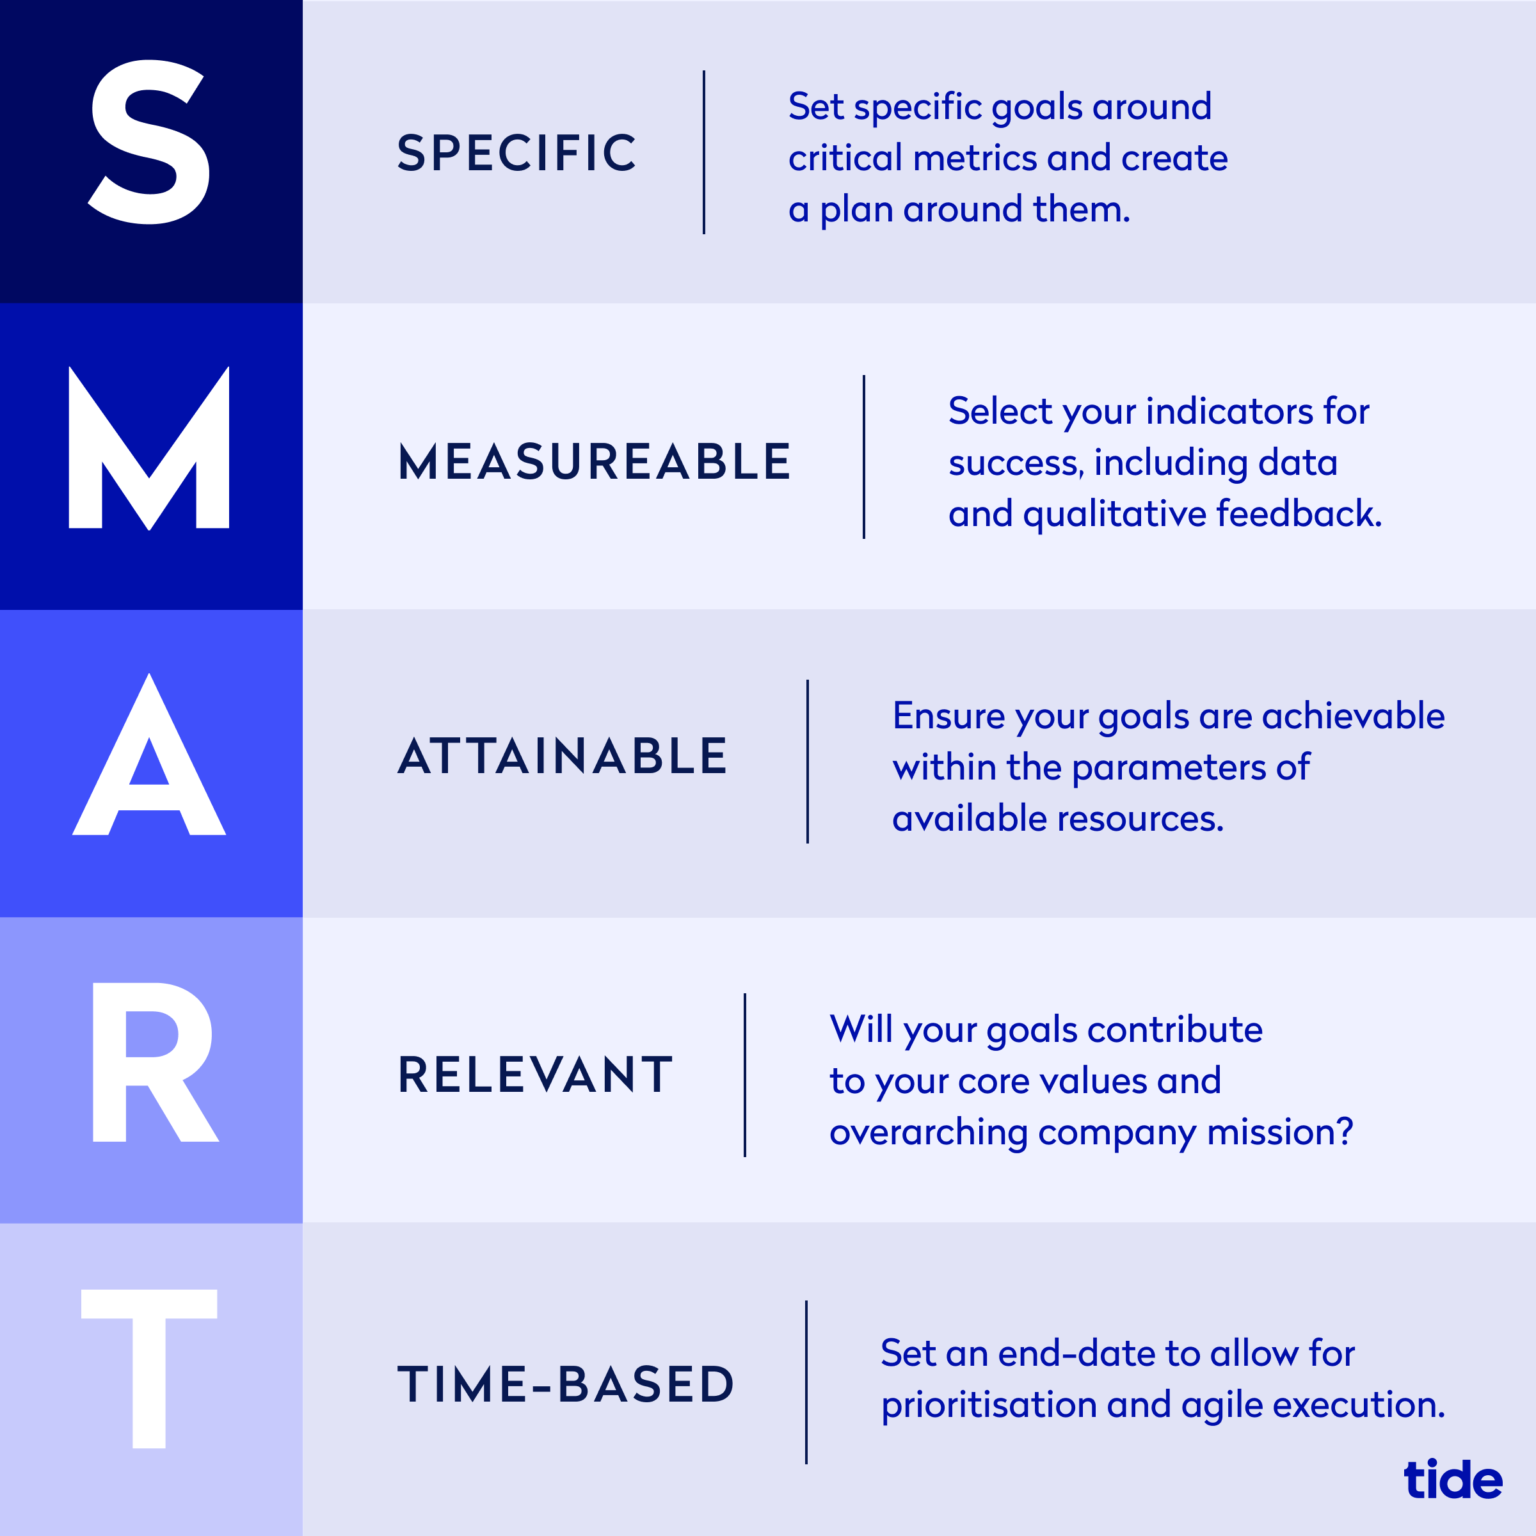 S
SPECIFIC
Set specific goals around
critical metrics and create
a plan around them.
M
MEASUREABLE
Select your indicators for
success, including data
and qualitative feedback.
A
ATTAINABLE
Ensure your goals are achievable
within the parameters of
available resources.
R
RELEVANT
Will your goals contribute
to your core values and
overarching company mission?
T
TIME-BASED
Set an end-date to allow for
prioritisation and agile execution.
tide